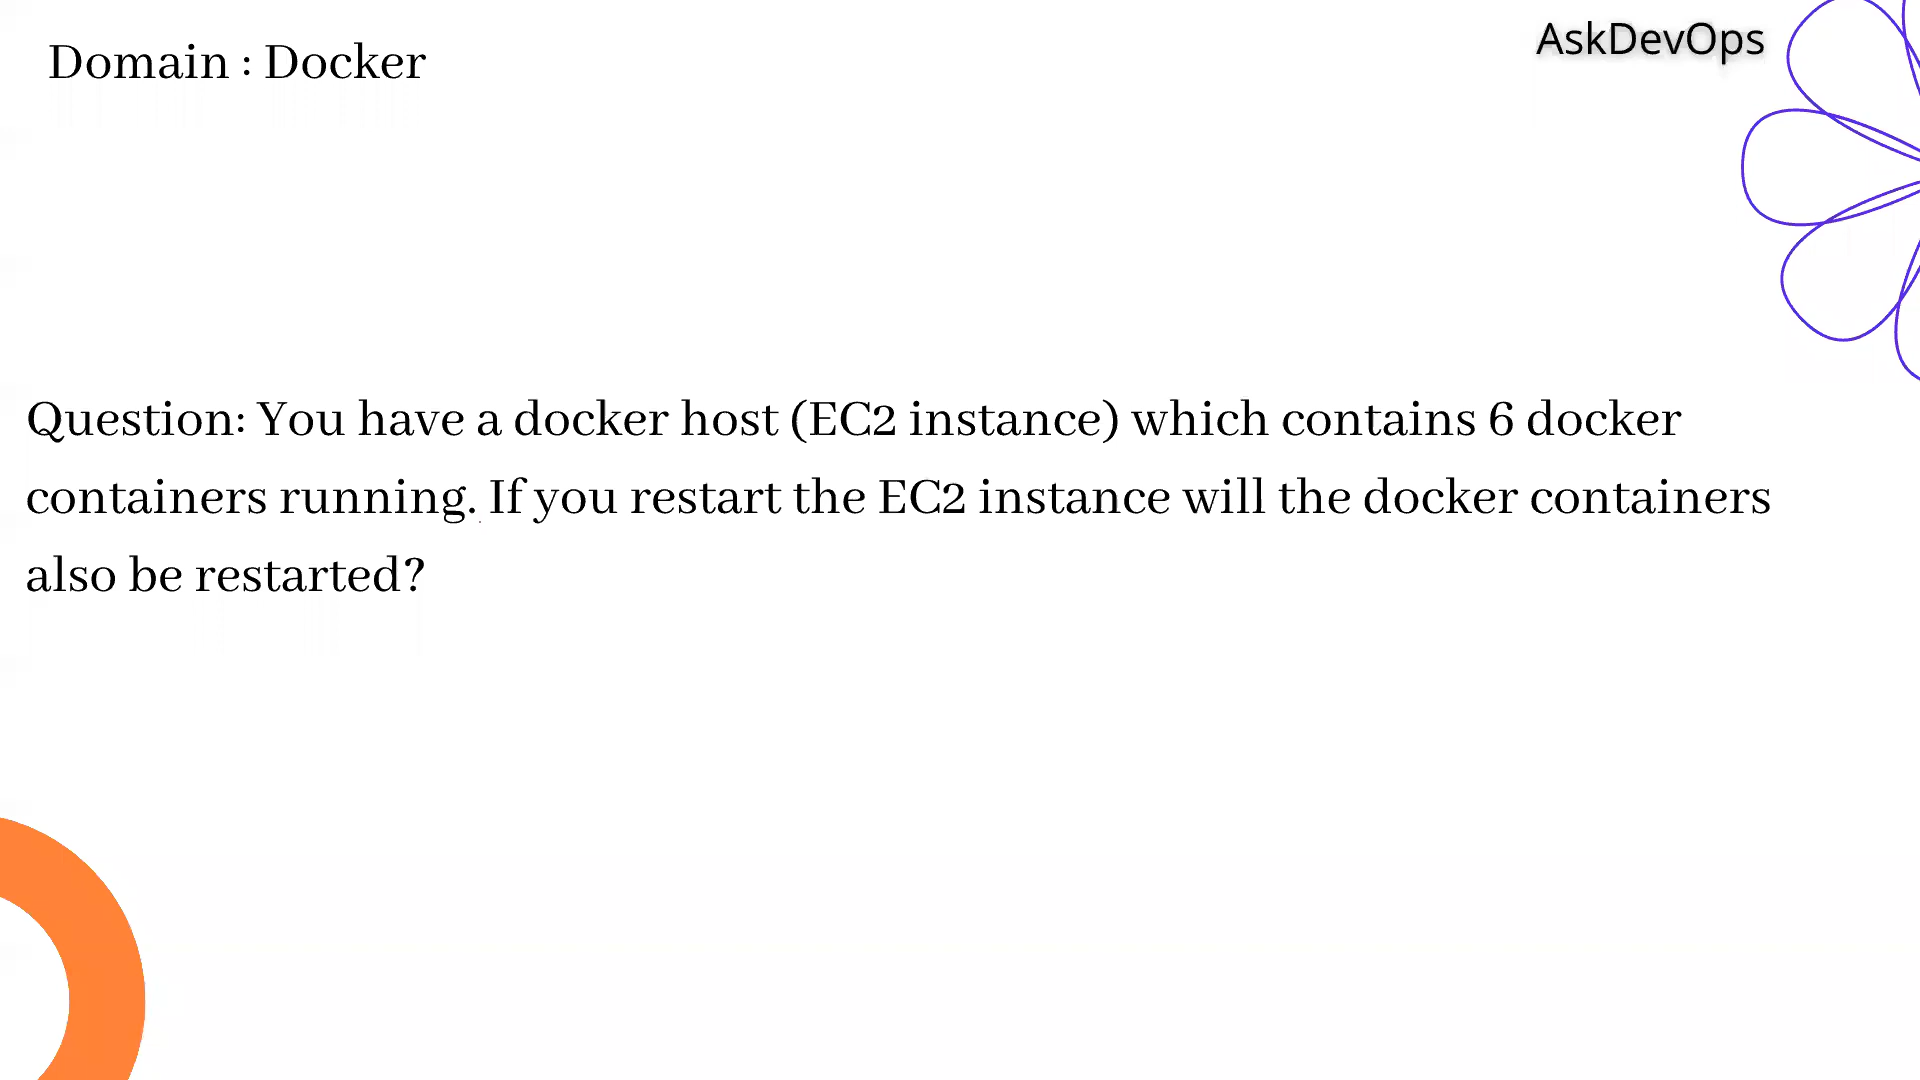 Domain : Docker
AskDevOps
Question: You have a docker host (EC2 instance) which contains 6 docker
containers running. If you restart the EC2 instance will the docker containers
also be restarted?